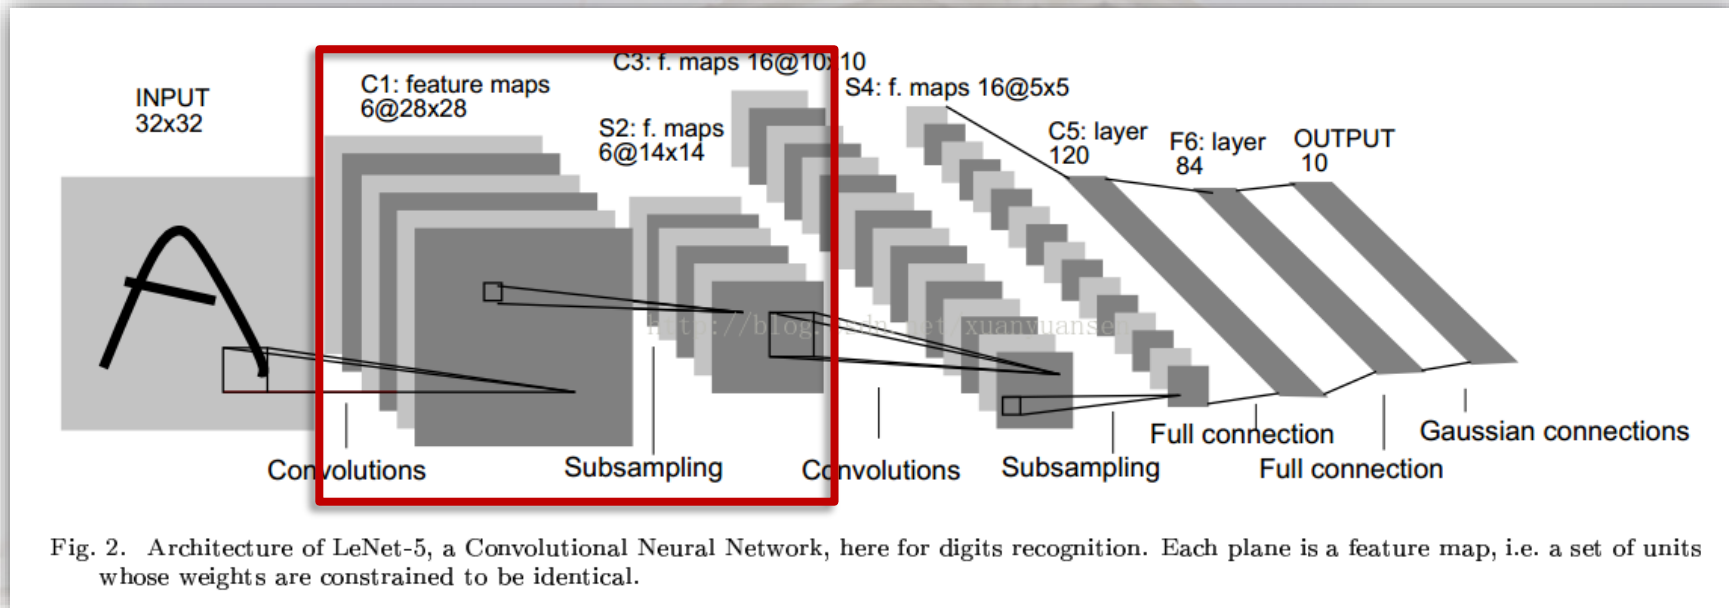 INPUT
32x32
C1: feature maps
6@28x28
S2: f. maps
6@14x14
C3: f. maps 16@10x10
S4: f. maps 16@5x5
C5: layer
120
F6: layer
84
OUTPUT
10
Convolutions
Subsampling
Convolutions
Subsampling
Full connection
Full connection
Gaussian connections
Fig. 2. Architecture of LeNet-5, a Convolutional Neural Network, here for digits recognition. Each plane is a feature map, i.e. a set of units
whose weights are constrained to be identical.